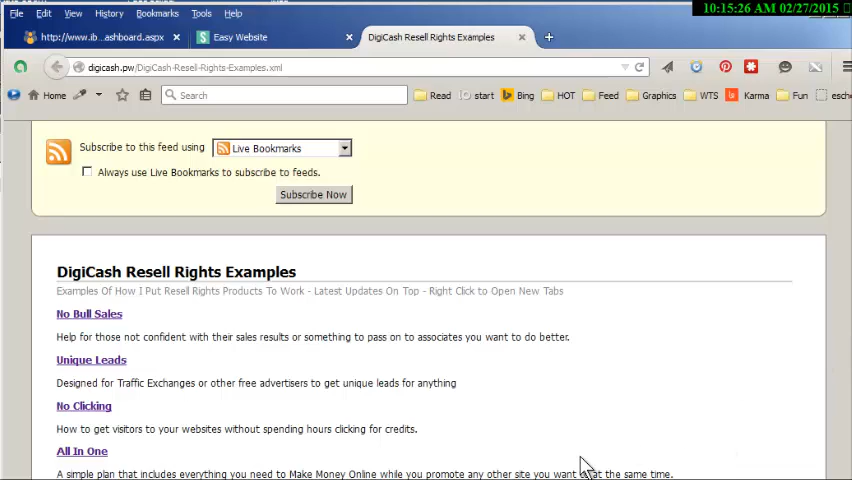 10:15:26 AM 02/27/2015
File Edit View History Bookmarks Tools Help
http://www.ib...ashboard.aspx × Easy Website × DigiCash Resell Rights Examples ×
digicash.pw/DigiCash-Resell-Rights-Examples.xml
Home Search Read start Bing HOT Feed Graphics WTS Karma Fun esche
Subscribe to this feed using Live Bookmarks
Always use Live Bookmarks to subscribe to feeds.
Subscribe Now
DigiCash Resell Rights Examples
Examples Of How I Put Resell Rights Products To Work - Latest Updates On Top - Right Click to Open New Tabs
No Bull Sales
Help for those not confident with their sales results or something to pass on to associates you want to do better.
Unique Leads
Designed for Traffic Exchanges or other free advertisers to get unique leads for anything
No Clicking
How to get visitors to your websites without spending hours clicking for credits.
All In One
A simple plan that includes everything you need to Make Money Online while you promote any other site you want at the same time.